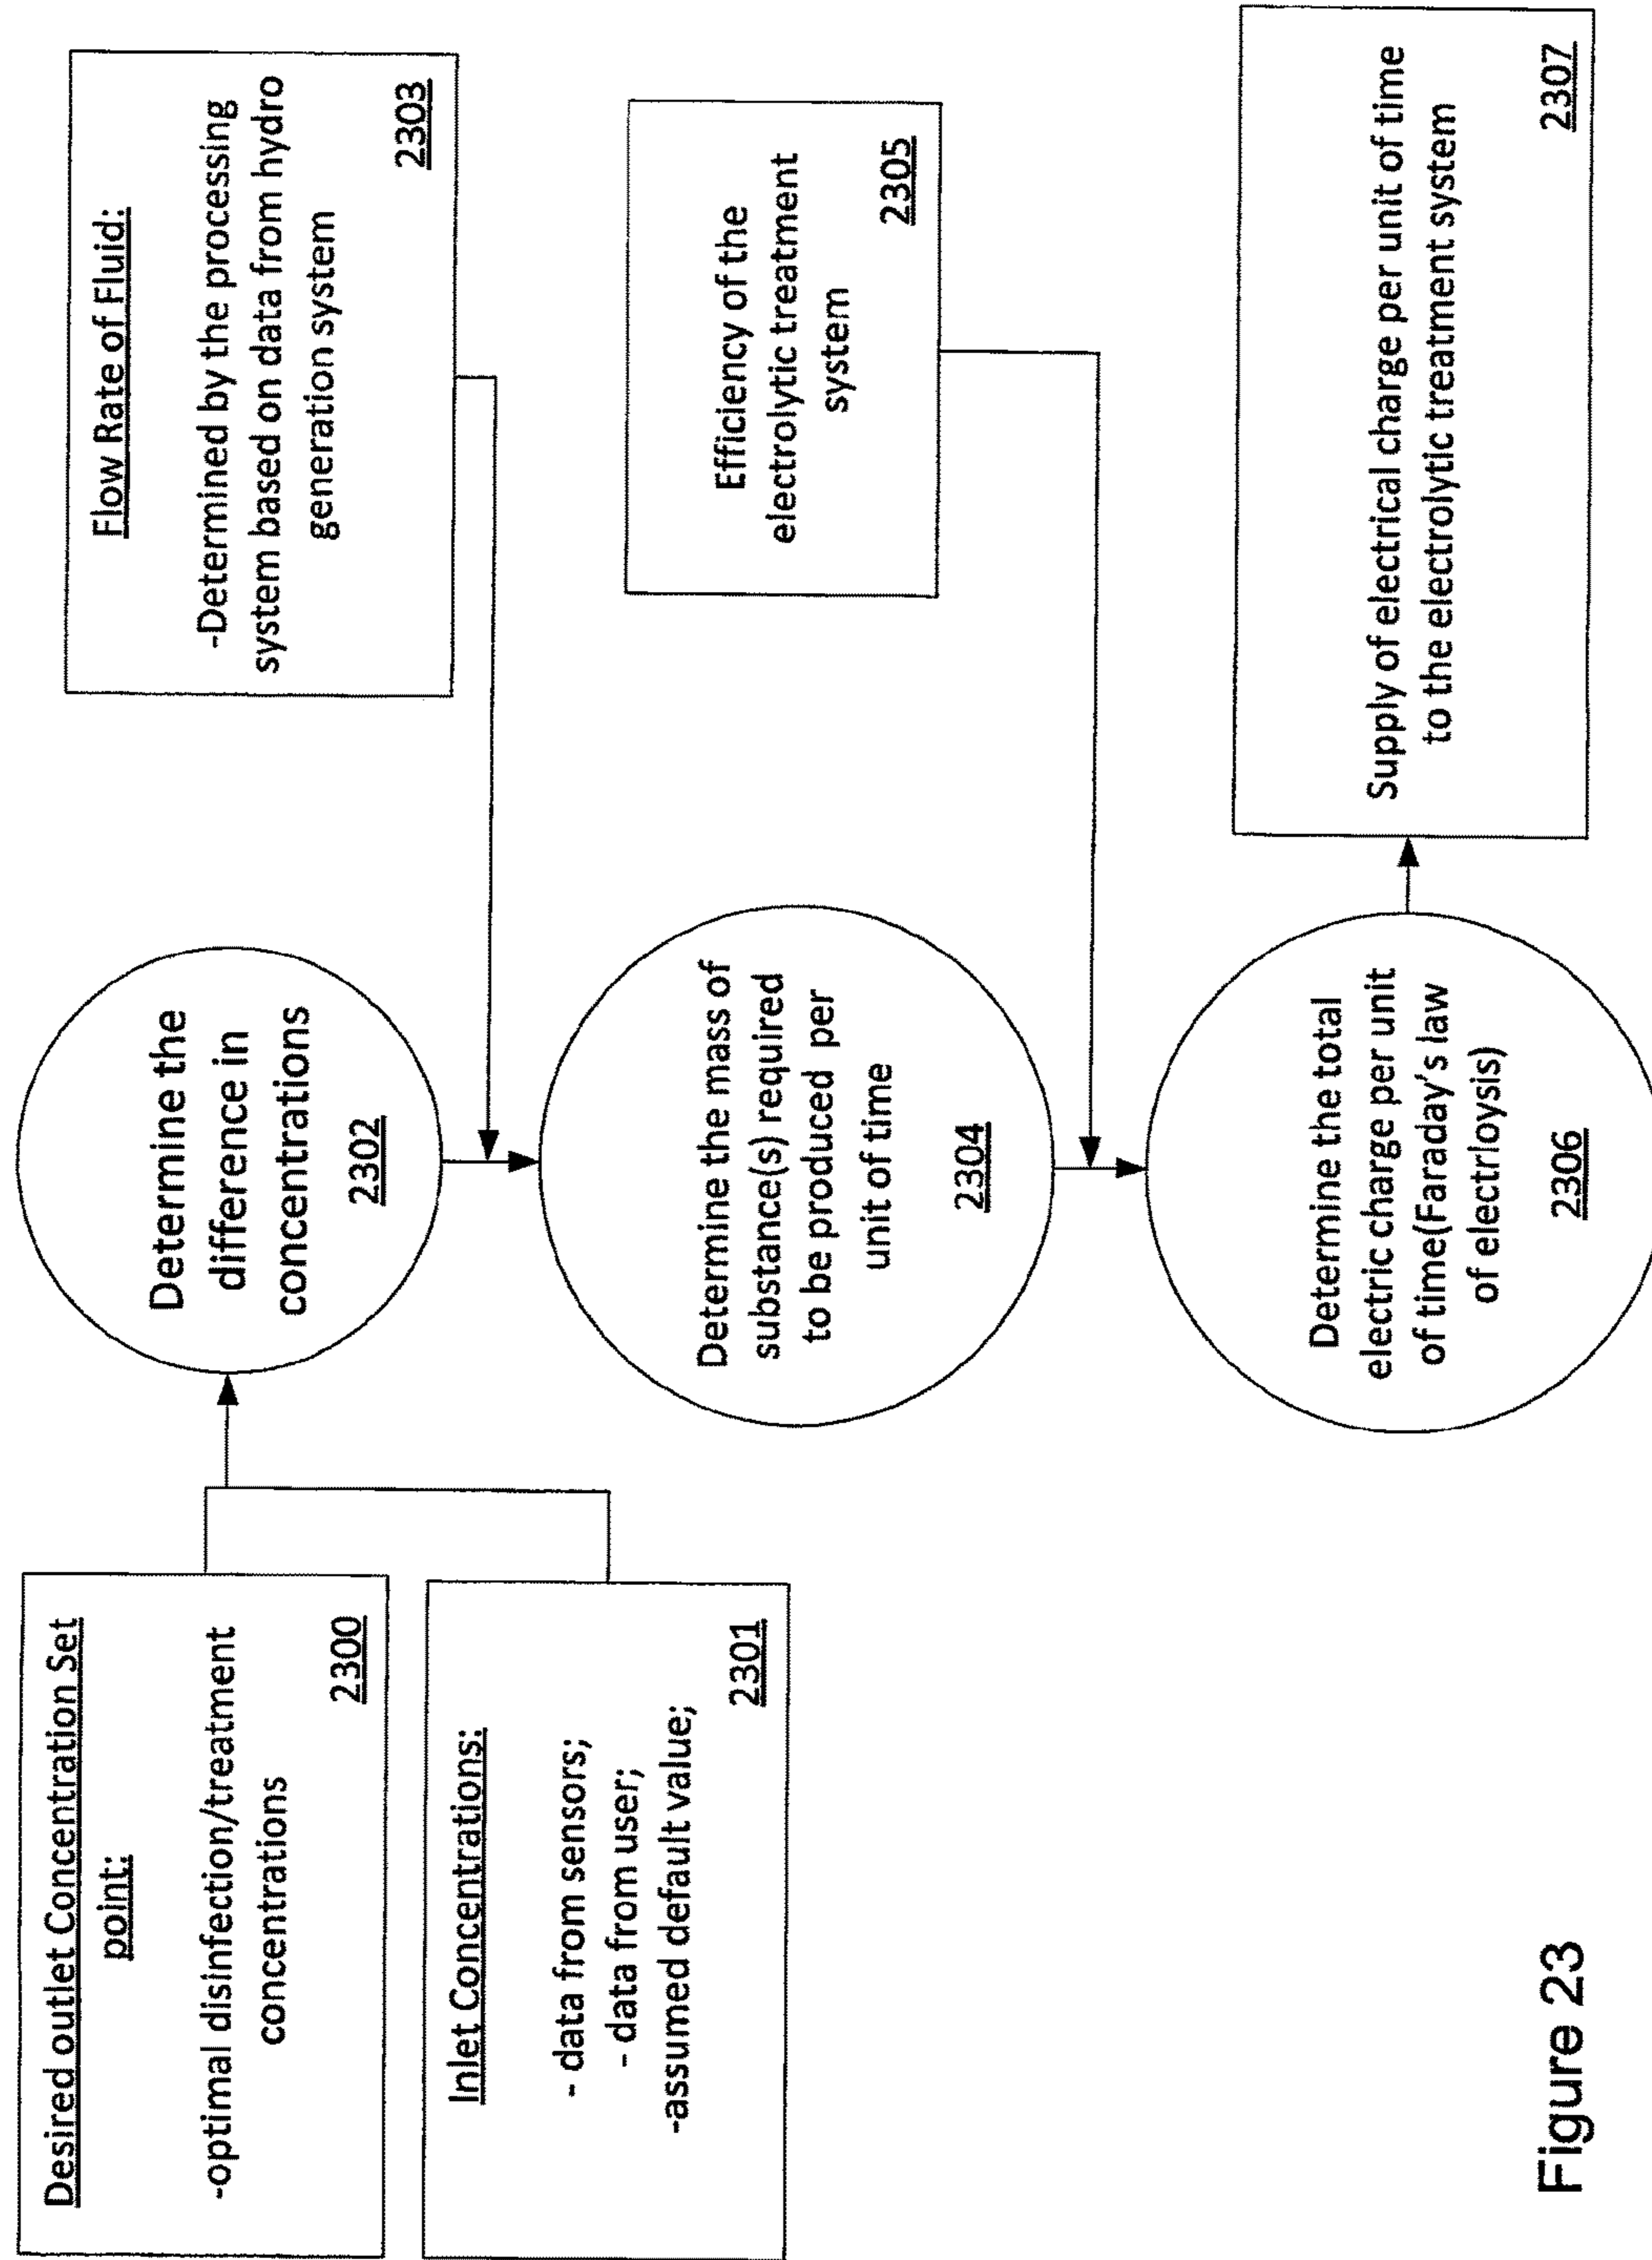 Desired outlet Concentration Set
point:
-optimal disinfection/treatment
concentrations
2300
Inlet Concentrations:
- data from sensors;
- data from user;
-assumed default value;
2301
Determine the
difference in
concentrations
2302
Flow Rate of Fluid:
-Determined by the processing
system based on data from hydro
generation system
2303
Determine the mass of
substance(s) required
to be produced per
unit of time
2304
Efficiency of the
electrolytic treatment
system
2305
Determine the total
electric charge per unit
of time(Faraday's law
of electrloysis)
2306
Supply of electrical charge per unit of time
to the electrolytic treatment system
2307
Figure 23